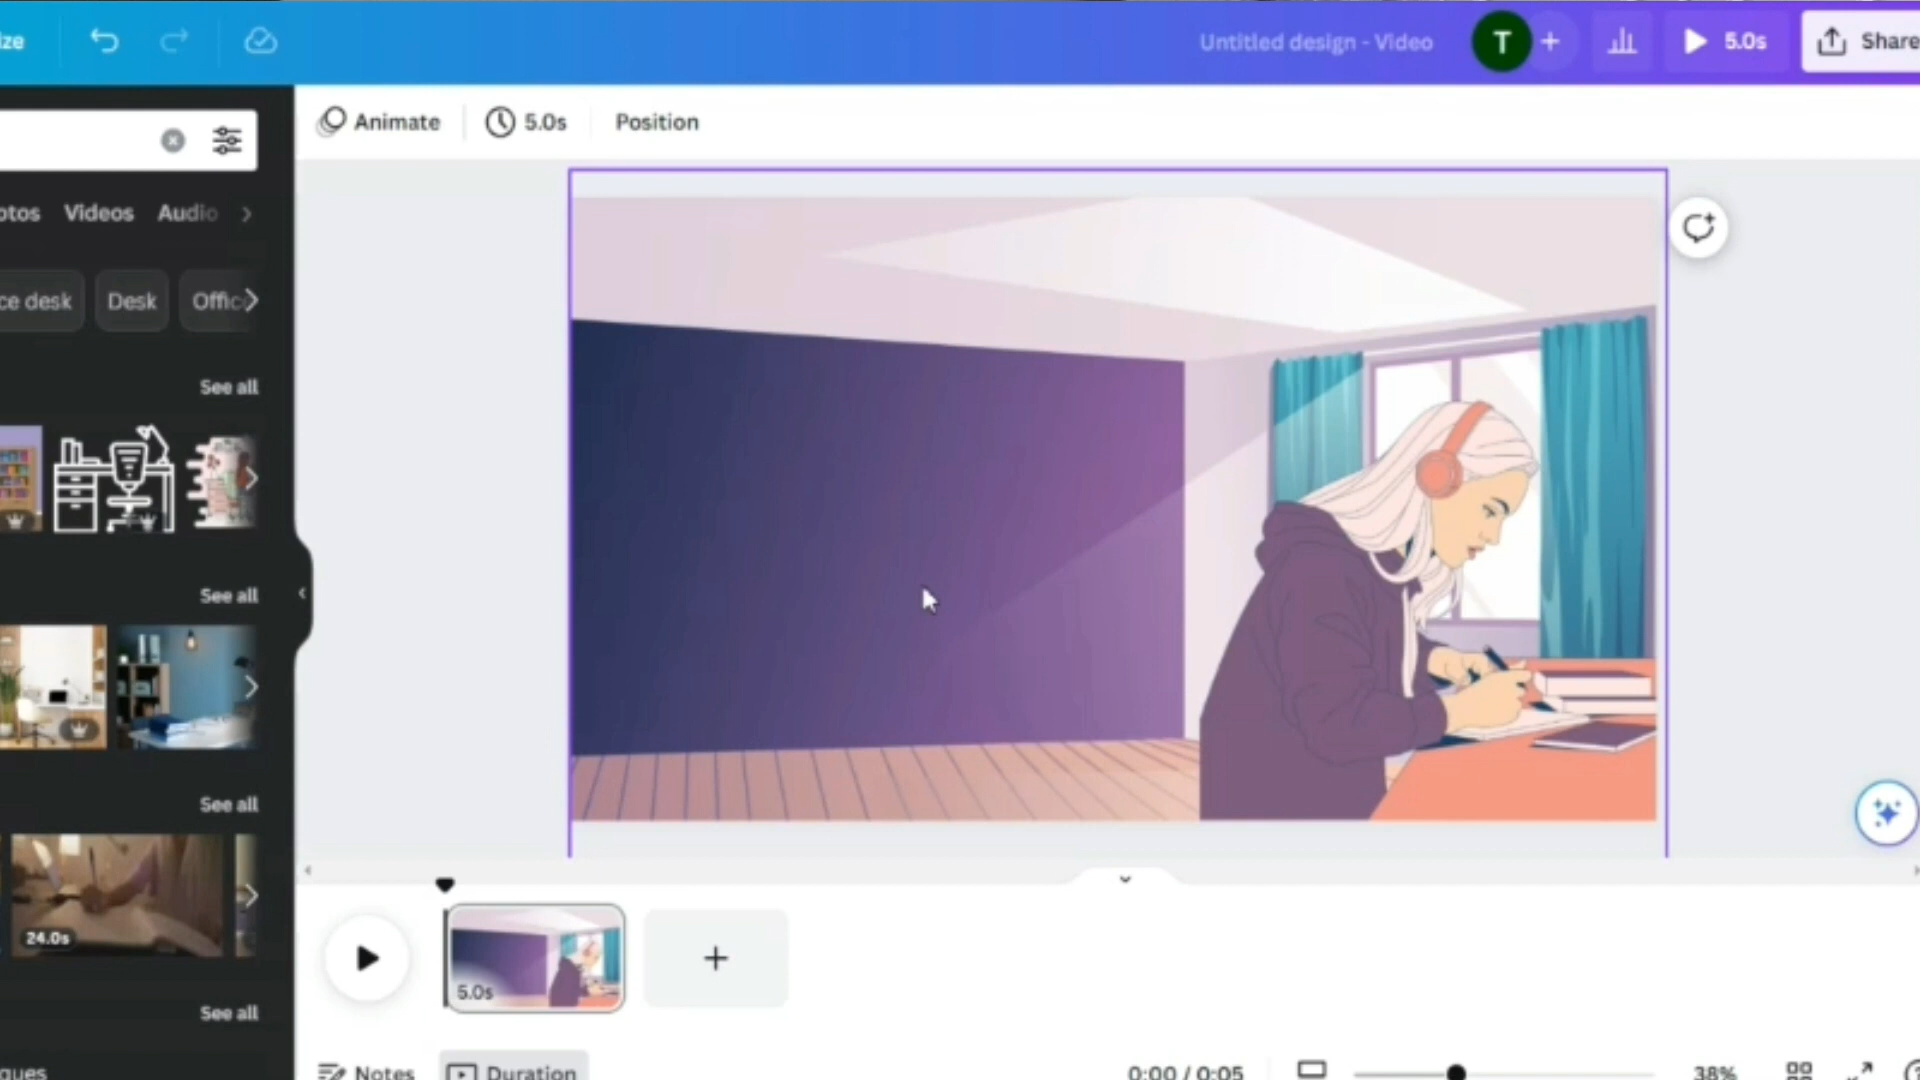 ize
Untitled design - Video
T
5.0s
Share
Animate
5.0s
Position
otos
Videos
Audio
ce desk
Desk
Office
See all
See all
See all
24.0s
See all
ques
5.0s
Notes
Duration
0:00 / 0:05
38%